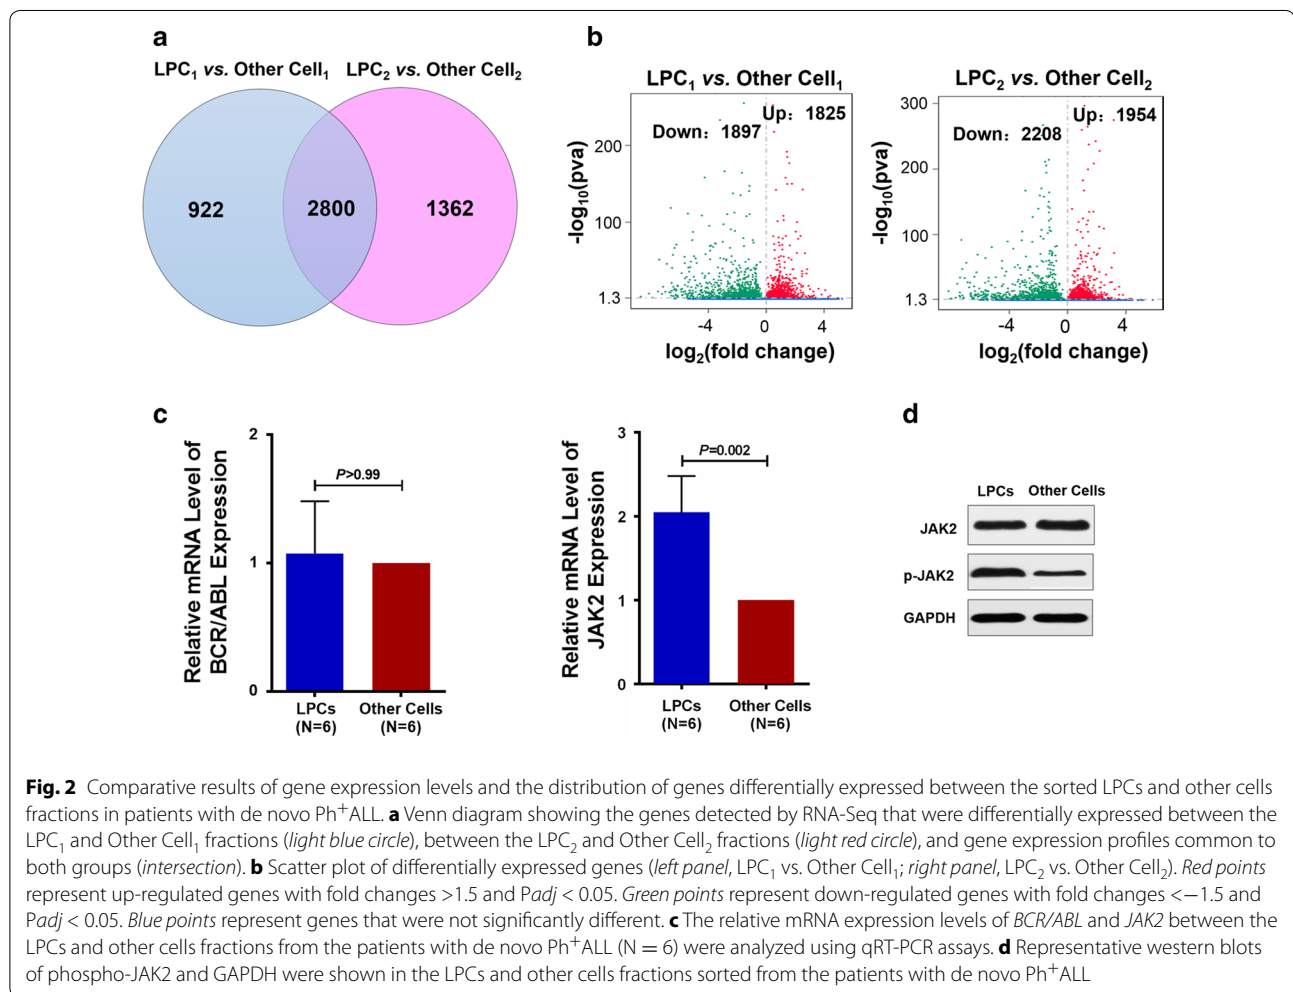 a
LPC1 vs. Other Cell1 LPC2 vs. Other Cell2
922 2800 1362
b
LPC1 vs. Other Cell1
Up: 1825
Down: 1897
-log10(pva)
200
100
1.3
-4 0 4
log2(fold change)
LPC2 vs. Other Cell2
Up: 1954
Down: 2208
-log10(pva)
300
200
100
1.3
-4 0 4
log2(fold change)
c
Relative mRNA Level of
BCR/ABL Expression
2
1
0
P>0.99
LPCs Other Cells
(N=6) (N=6)
Relative mRNA Level of
JAK2 Expression
3
2
1
0
P=0.002
LPCs Other Cells
(N=6) (N=6)
d
LPCs Other Cells
JAK2
p-JAK2
GAPDH
Fig. 2 Comparative results of gene expression levels and the distribution of genes differentially expressed between the sorted LPCs and other cells
fractions in patients with de novo Ph+ALL. a Venn diagram showing the genes detected by RNA-Seq that were differentially expressed between the
LPC1 and Other Cell1 fractions (light blue circle), between the LPC2 and Other Cell2 fractions (light red circle), and gene expression profiles common to
both groups (intersection). b Scatter plot of differentially expressed genes (left panel, LPC1 vs. Other Cell1; right panel, LPC2 vs. Other Cell2). Red points
represent up-regulated genes with fold changes >1.5 and Padj < 0.05. Green points represent down-regulated genes with fold changes <−1.5 and
Padj < 0.05. Blue points represent genes that were not significantly different. c The relative mRNA expression levels of BCR/ABL and JAK2 between the
LPCs and other cells fractions from the patients with de novo Ph+ALL (N = 6) were analyzed using qRT-PCR assays. d Representative western blots
of phospho-JAK2 and GAPDH were shown in the LPCs and other cells fractions sorted from the patients with de novo Ph+ALL